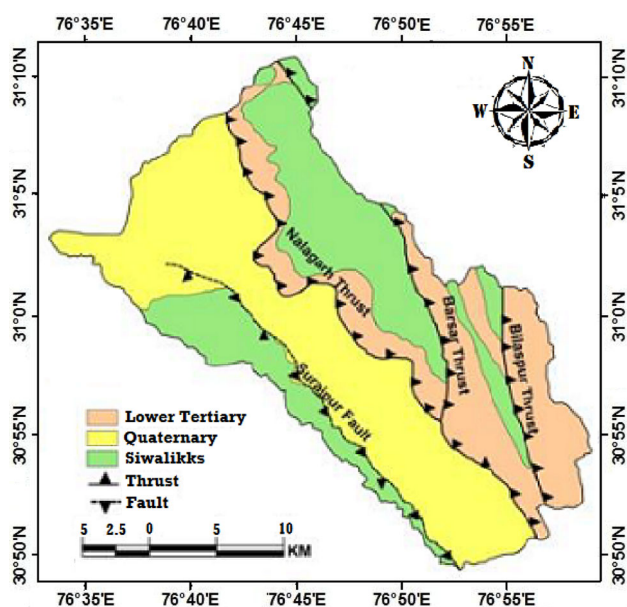 76°35'E 76°40'E 76°45'E 76°50'E 76°55'E
31°10'N 31°10'N
N
W E
S
31°5'N 31°5'N
Nalagarh Thrust
31°0'N 31°0'N
Barsar Thrust
Bilaspur Thrust
Surajpur Fault
30°55'N 30°55'N
Lower Tertiary
Quaternary
Siwalikks
Thrust
Fault
5 2.5 0 5 10
KM
30°50'N 30°50'N
76°35'E 76°40'E 76°45'E 76°50'E 76°55'E